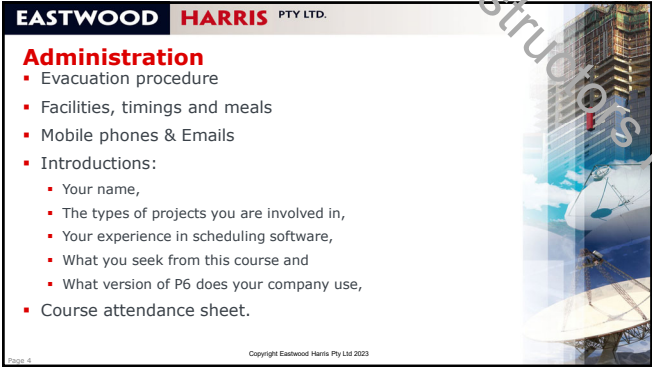 EASTWOOD HARRIS PTY LTD.
Administration
▪ Evacuation procedure
▪ Facilities, timings and meals
▪ Mobile phones & Emails
▪ Introductions:
▪ Your name,
▪ The types of projects you are involved in,
▪ Your experience in scheduling software,
▪ What you seek from this course and
▪ What version of P6 does your company use,
▪ Course attendance sheet.
Copyright Eastwood Harris Pty Ltd 2023
Page 4
structors